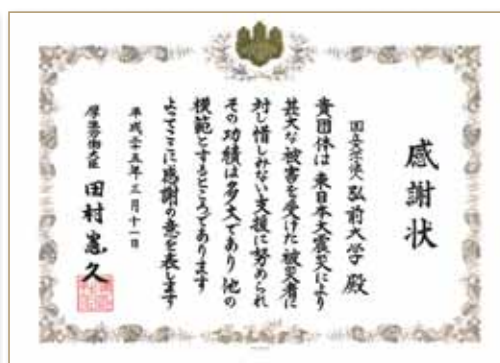 感謝状
国立大学法人 弘前大学 殿
貴団体は東日本大震災により
甚大な被害を受けた被災者に
対し惜しみない支援に努められ
その功績は多大であり他の
模範とするところであります
よってここに感謝の意を表します
平成二十五年三月十一日
厚生労働大臣 田村憲久